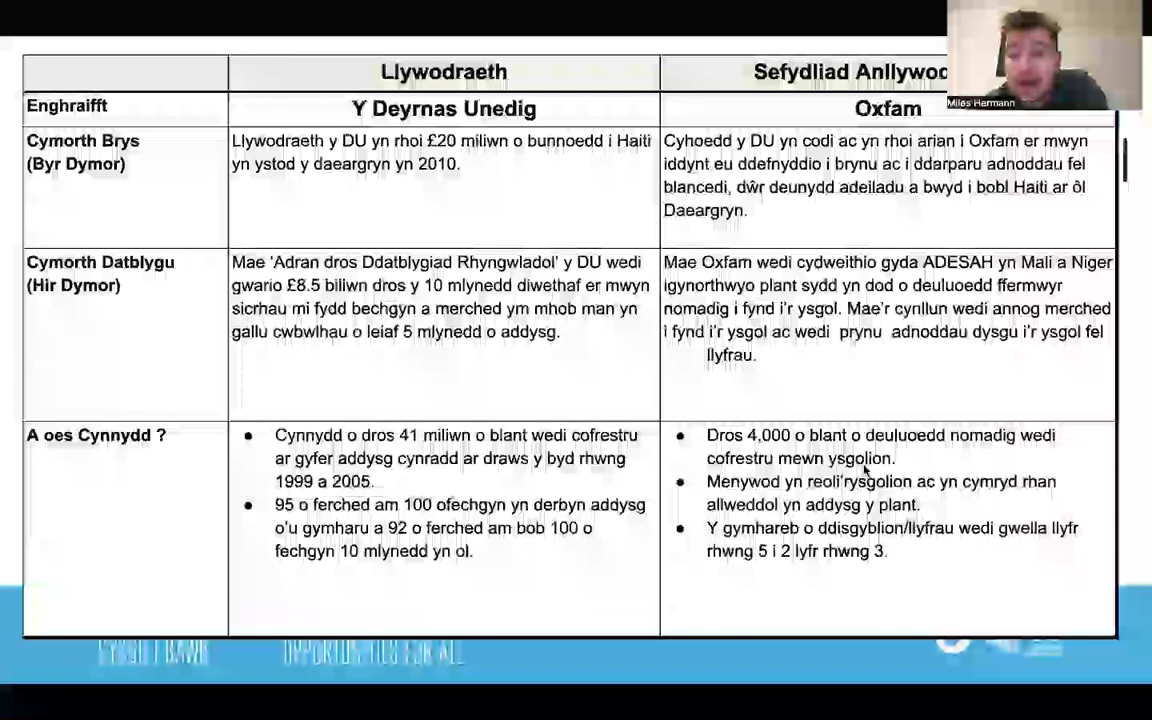 Llywodraeth
Sefydliad
Miles Hermann
Enghraifft
Y Deyrnas Unedig
Oxfam
Cymorth Brys
(Byr Dymor)
Llywodraeth y DU yn rhoi £20 miliwn o bunnoedd i Haiti
yn ystod y daeargryn yn 2010.
Cyhoedd y DU yn codi ac yn rhoi arian i Oxfam er mwyn
iddynt eu ddefnyddio i brynu ac i ddarparu adnoddau fel
blancedi, dŵr deunydd adeiladu a bwyd i bobl Haiti ar ôl
Daeargryn.
Cymorth Datblygu
(Hir Dymor)
Mae 'Adran dros Ddatblygiad Rhyngwladol' y DU wedi
gwario £8.5 biliwn dros y 10 mlynedd diwethaf er mwyn
sicrhau mi fydd bechgyn a merched ym mhob man yn
gallu cwbwlhau o leiaf 5 mlynedd o addysg.
Mae Oxfam wedi cydweithio gyda ADESAH yn Mali a Niger
igynorthwyo plant sydd yn dod o deuluoedd ffermwyr
nomadig i fynd i'r ysgol. Mae'r cynllun wedi annog merched
i fynd i'r ysgol ac wedi prynu adnoddau dysgu i'r ysgol fel
llyfrau.
A oes Cynnydd ?
● Cynnydd o dros 41 miliwn o blant wedi cofrestru
ar gyfer addysg cynradd ar draws y byd rhwng
1999 a 2005.
● 95 o ferched am 100 ofechgyn yn derbyn addysg
o'u gymharu a 92 o ferched am bob 100 o
fechgyn 10 mlynedd yn ol.
● Dros 4,000 o blant o deuluoedd nomadig wedi
cofrestru mewn ysgolion.
● Menywod yn reoli'rysgolion ac yn cymryd rhan
allweddol yn addysg y plant.
● Y gymhareb o ddisgyblion/llyfrau wedi gwella llyfr
rhwng 5 i 2 lyfr rhwng 3.
OPPORTUNITIES FOR ALL